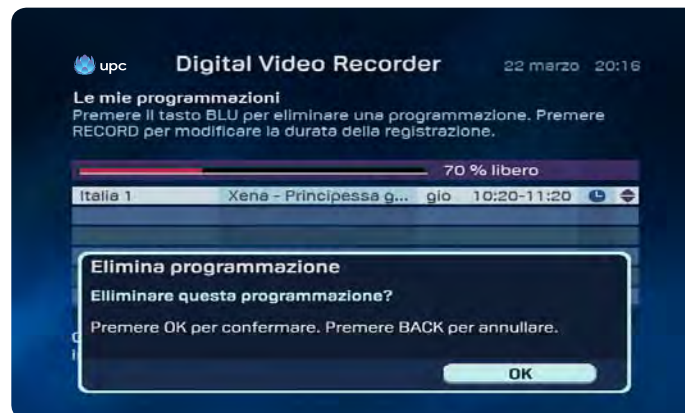 upc Digital Video Recorder 22 marzo 20:16
Le mie programmazioni
Premere il tasto BLU per eliminare una programmazione. Premere
RECORD per modificare la durata della registrazione.
70 % libero
Italia 1 Xena - Principessa g... gio 10:20-11:20
Elimina programmazione
Elliminare questa programmazione?
Premere OK per confermare. Premere BACK per annullare.
OK